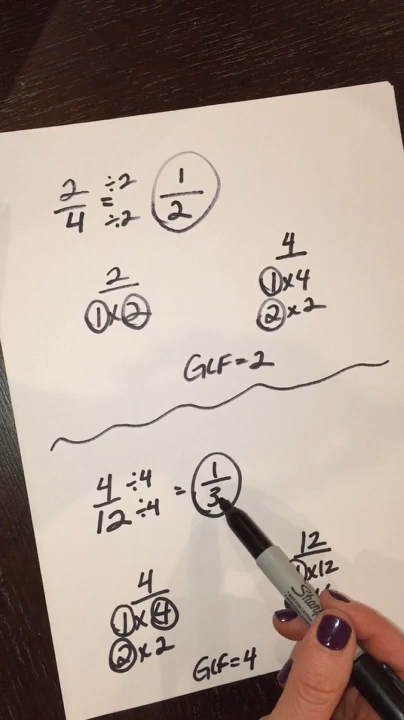 2/4 ÷2/÷2 = 1/2
2
1×2
4
1×4
2×2
GCF=2
4/12 ÷4/÷4 = 1/3
4
1×4
2×2
12
1×12
Sharpie
GCF=4